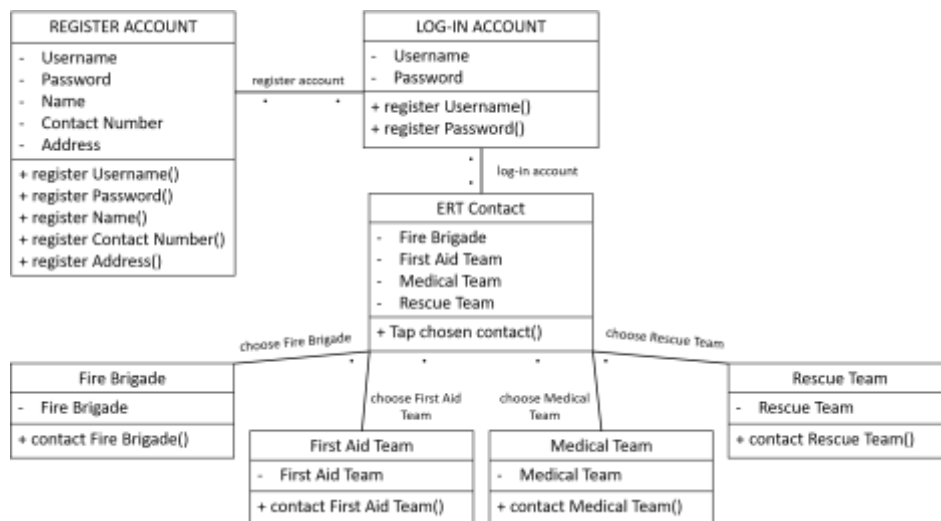 REGISTER ACCOUNT
- Username
- Password
- Name
- Contact Number
- Address
+ register Username()
+ register Password()
+ register Name()
+ register Contact Number()
+ register Address()
register account
LOG-IN ACCOUNT
- Username
- Password
+ register Username()
+ register Password()
log-in account
ERT Contact
- Fire Brigade
- First Aid Team
- Medical Team
- Rescue Team
+ Tap chosen contact()
choose Fire Brigade
choose First Aid
Team
choose Medical
Team
choose Rescue Team
Fire Brigade
- Fire Brigade
+ contact Fire Brigade()
First Aid Team
- First Aid Team
+ contact First Aid Team()
Medical Team
- Medical Team
+ contact Medical Team()
Rescue Team
- Rescue Team
+ contact Rescue Team()